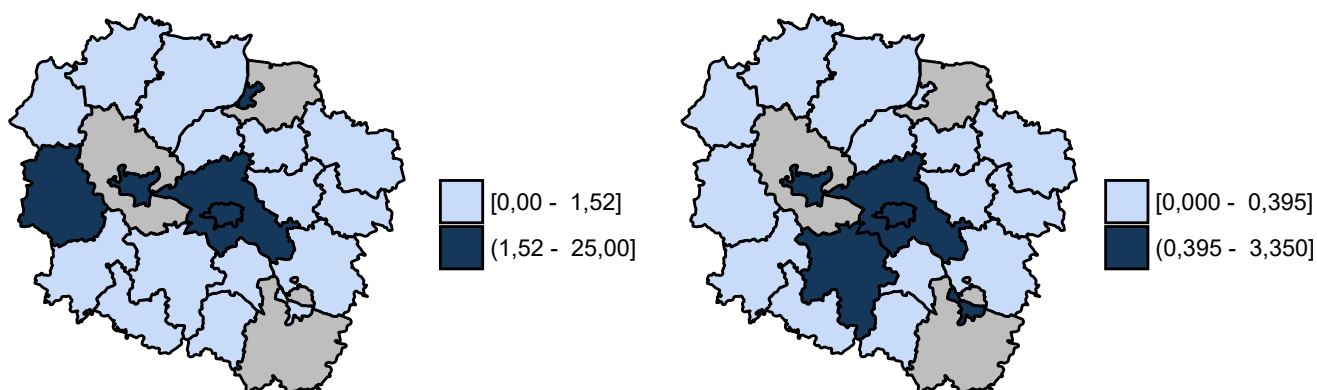 [0,00 -  1,52]
(1,52 -  25,00]
[0,000 -  0,395]
(0,395 -  3,350]